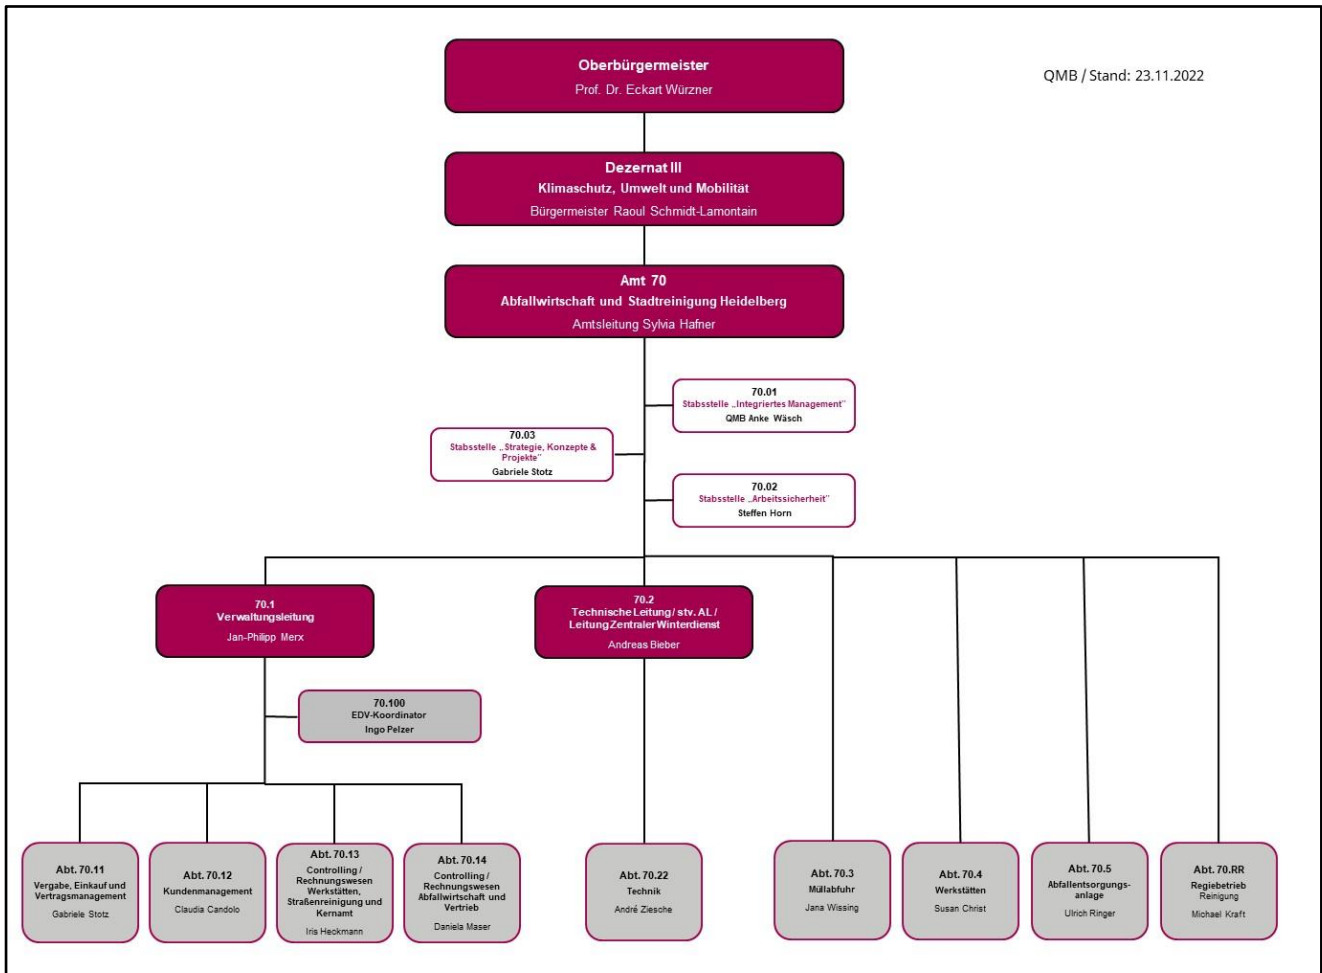 Oberbürgermeister
Prof. Dr. Eckart Würzner
QMB / Stand: 23.11.2022
Dezernat III
Klimaschutz, Umwelt und Mobilität
Bürgermeister Raoul Schmidt-Lamontain
Amt 70
Abfallwirtschaft und Stadtreinigung Heidelberg
Amtsleitung Sylvia Hafner
70.01
Stabsstelle „Integriertes Management"
QMB Anke Wäsch
70.03
Stabsstelle „Strategie, Konzepte &
Projekte"
Gabriele Stotz
70.02
Stabsstelle „Arbeitssicherheit"
Steffen Horn
70.1
Verwaltungsleitung
Jan-Philipp Merx
70.2
Technische Leitung / stv. AL /
Leitung Zentraler Winterdienst
Andreas Bieber
70.100
EDV-Koordinator
Ingo Pelzer
Abt. 70.11
Vergabe, Einkauf und
Vertragsmanagement
Gabriele Stotz
Abt. 70.12
Kundenmanagement
Claudia Candolo
Abt. 70.13
Controlling /
Rechnungswesen
Werkstätten,
Straßenreinigung und
Kernamt
Iris Heckmann
Abt. 70.14
Controlling /
Rechnungswesen
Abfallwirtschaft und
Vertrieb
Daniela Maser
Abt. 70.22
Technik
André Ziesche
Abt. 70.3
Müllabfuhr
Jana Wissing
Abt. 70.4
Werkstätten
Susan Christ
Abt. 70.5
Abfallentsorgungs-
anlage
Ulrich Ringer
Abt. 70.RR
Regiebetrieb
Reinigung
Michael Kraft